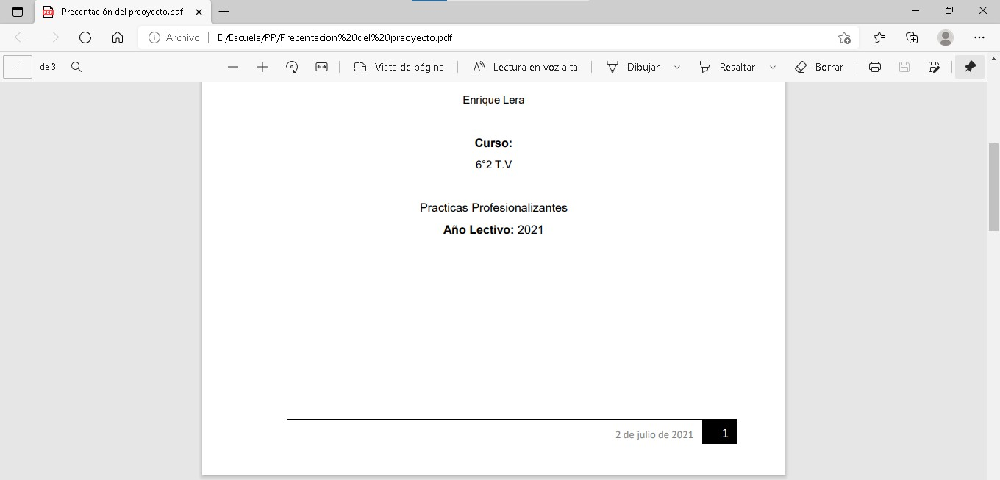 Precentación del preoyecto.pdf
Archivo E:/Escuela/PP/Precentación%20del%20preoyecto.pdf
1 de 3 Vista de página Lectura en voz alta Dibujar Resaltar Borrar
Enrique Lera
Curso:
6°2 T.V
Practicas Profesionalizantes
Año Lectivo: 2021
2 de julio de 2021 1